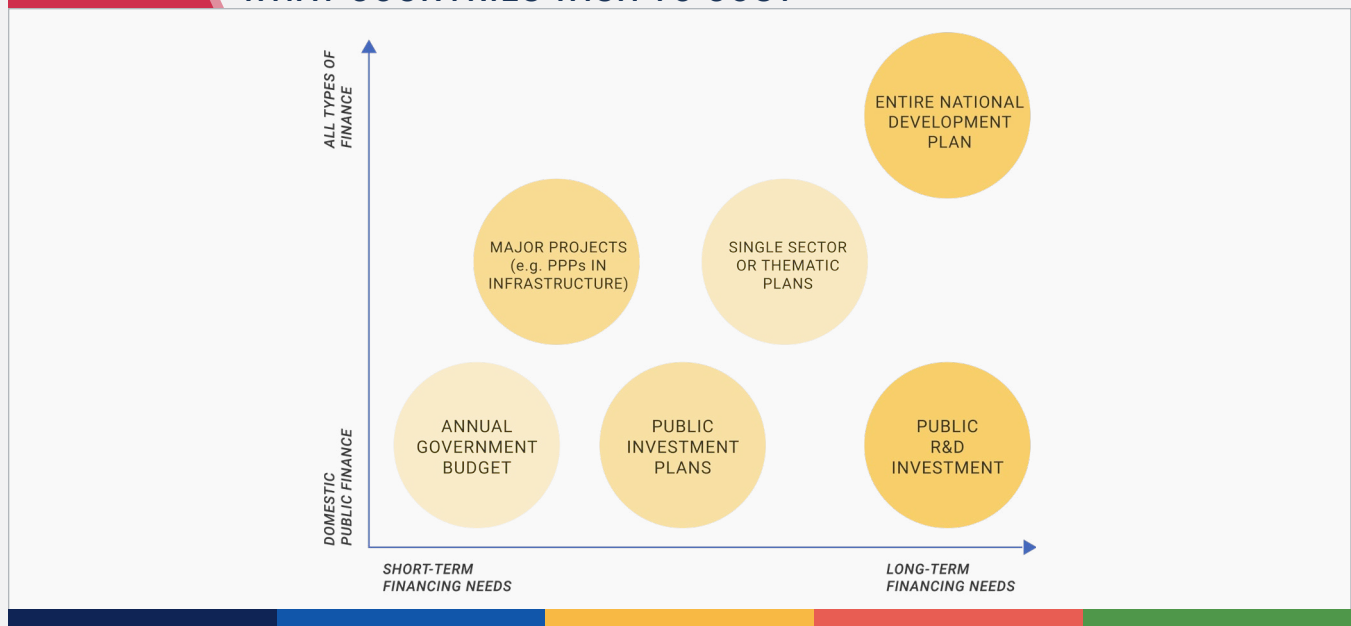 ALL TYPES OF
FINANCE
ENTIRE NATIONAL
DEVELOPMENT
PLAN
MAJOR PROJECTS
(e.g. PPPs IN
INFRASTRUCTURE)
SINGLE SECTOR
OR THEMATIC
PLANS
ANNUAL
GOVERNMENT
BUDGET
PUBLIC
INVESTMENT
PLANS
PUBLIC
R&D
INVESTMENT
DOMESTIC
PUBLIC FINANCE
SHORT-TERM
FINANCING NEEDS
LONG-TERM
FINANCING NEEDS